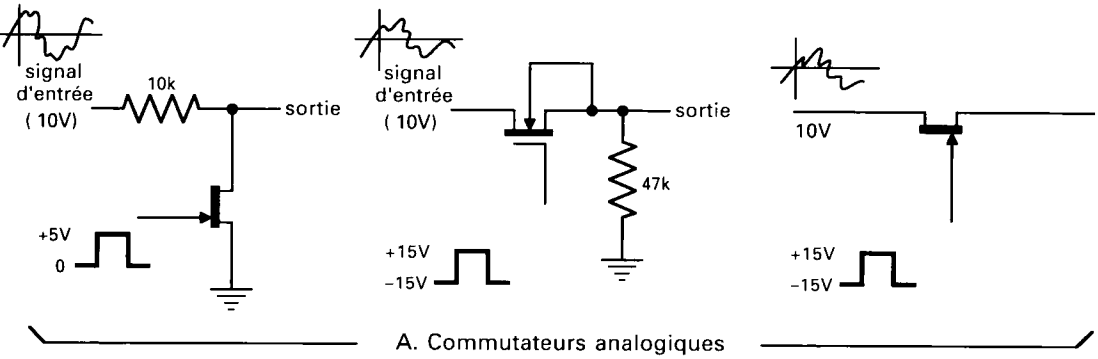 signal
d'entrée
( 10V)
10k
sortie
+5V
0
signal
d'entrée
( 10V)
sortie
47k
+15V
−15V
10V
+15V
−15V
A. Commutateurs analogiques